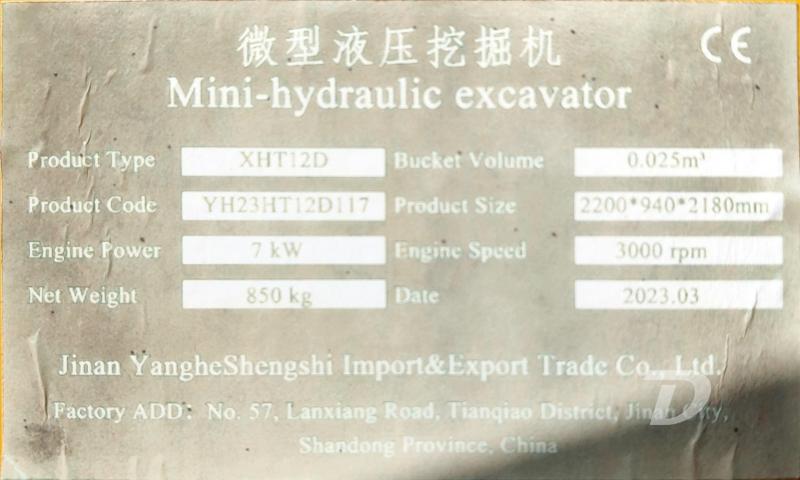 微型液压挖掘机 CE
Mini-hydraulic excavator
Product Type XHT12D Bucket Volume 0.025m³
Product Code YH23HT12D117 Product Size 2200*940*2180mm
Engine Power 7 kW Engine Speed 3000 rpm
Net Weight 850 kg Date 2023.03
Jinan YangheShengshi Import&Export Trade Co., Ltd.
Factory ADD: No. 57, Lanxiang Road, Tianqiao District, Jinan City,
Shandong Province, China
D